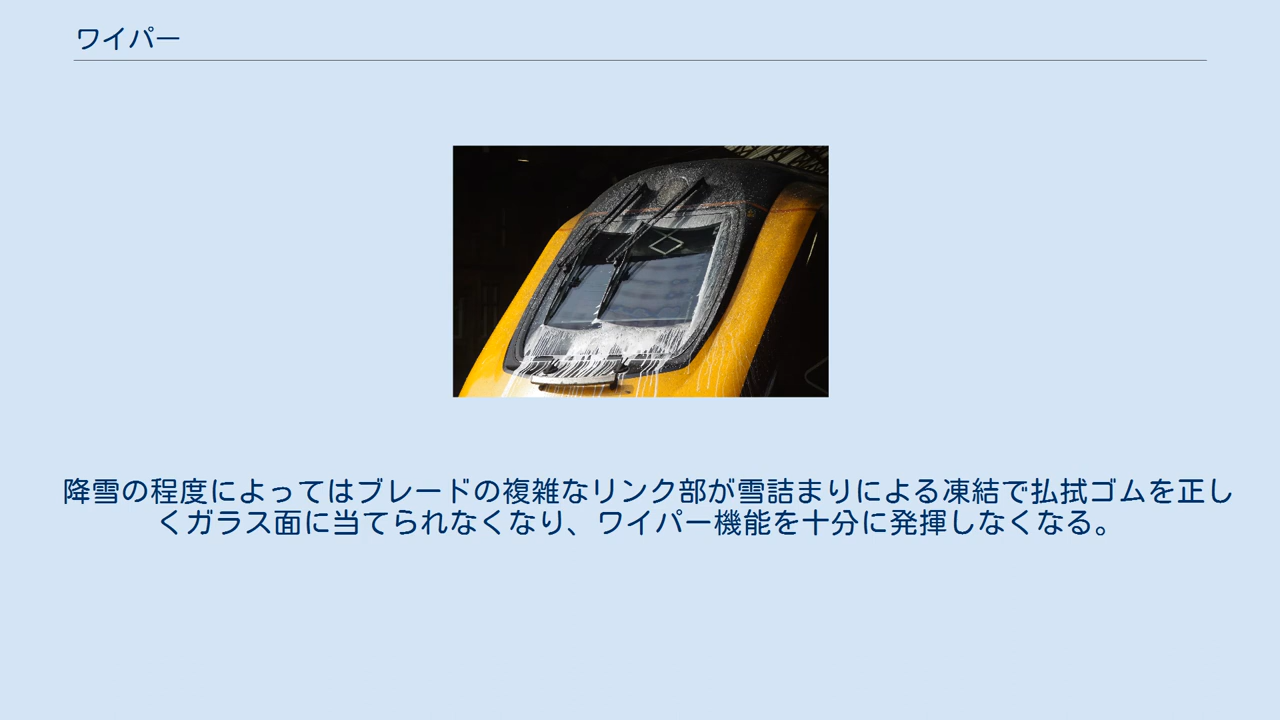 ワイパー
降雪の程度によってはブレードの複雑なリンク部が雪詰まりによる凍結で払拭ゴムを正し
くガラス面に当てられなくなり、ワイパー機能を十分に発揮しなくなる。